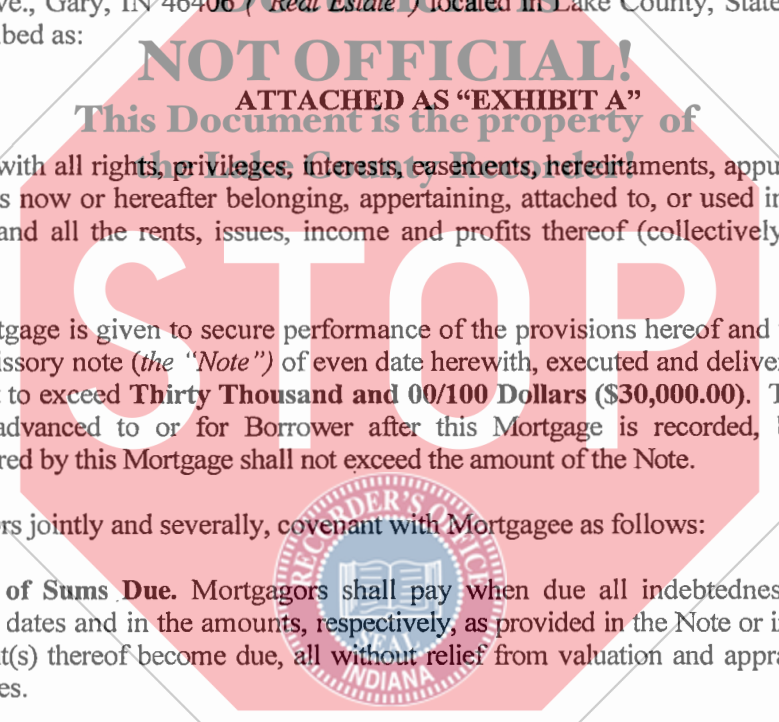 ve., Gary, IN 46406 ( "Real Estate") located in Lake County, State
bed as:
NOT OFFICIAL!
ATTACHED AS “EXHIBIT A”
This Document is the property of
the Lake County Recorder!
with all rights, privileges, interests, easements, hereditaments, appu
s now or hereafter belonging, appertaining, attached to, or used in
and all the rents, issues, income and profits thereof (collectively
STOP
tgage is given to secure performance of the provisions hereof and
issory note (the “Note”) of even date herewith, executed and deliver
t to exceed Thirty Thousand and 00/100 Dollars ($30,000.00). T
advanced to or for Borrower after this Mortgage is recorded,
red by this Mortgage shall not exceed the amount of the Note.
rs jointly and severally, covenant with Mortgagee as follows:
of Sums Due. Mortgagors shall pay when due all indebtednes
dates and in the amounts, respectively, as provided in the Note or i
t(s) thereof become due, all without relief from valuation and appra
es.
RECORDER'S OFFICE
SEAL
INDIANA